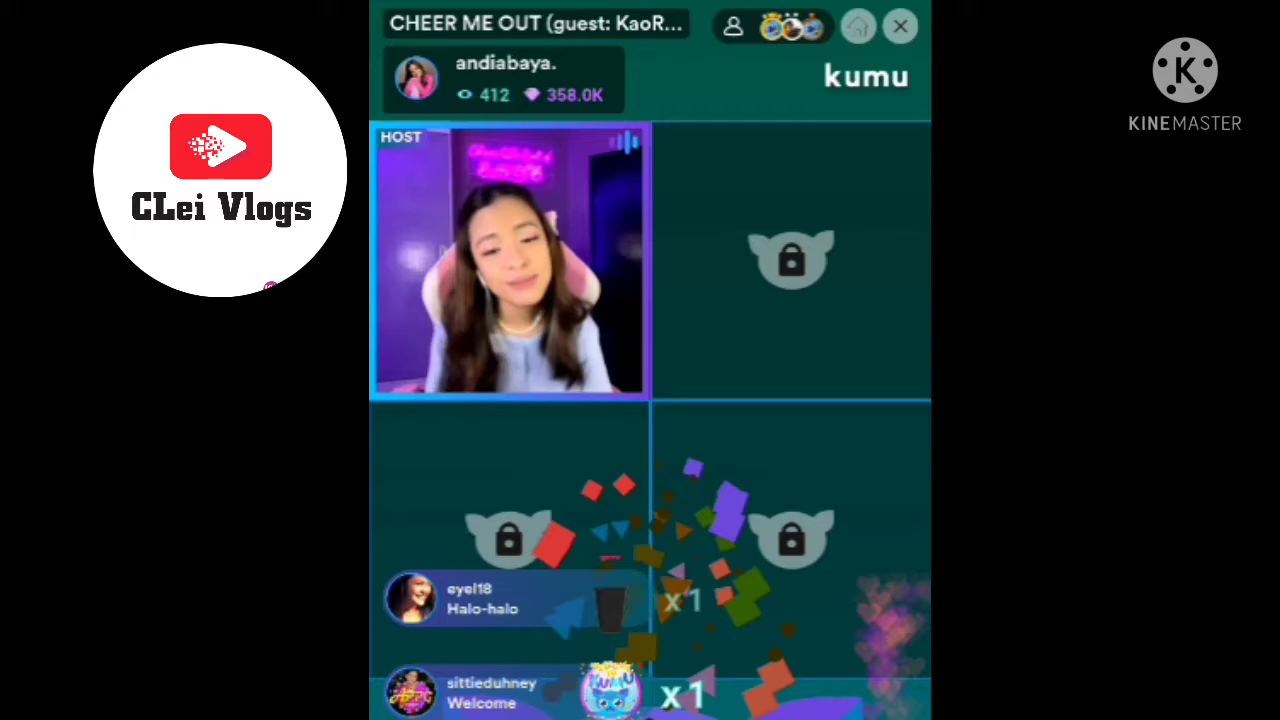 CHEER ME OUT (guest: KaoR...
andiabaya.
412 358.0K
kumu
HOST
CLei Vlogs
K
KINEMASTER
eyel18
Halo-halo
x1
sittieduhney
Welcome
KUMU
x1